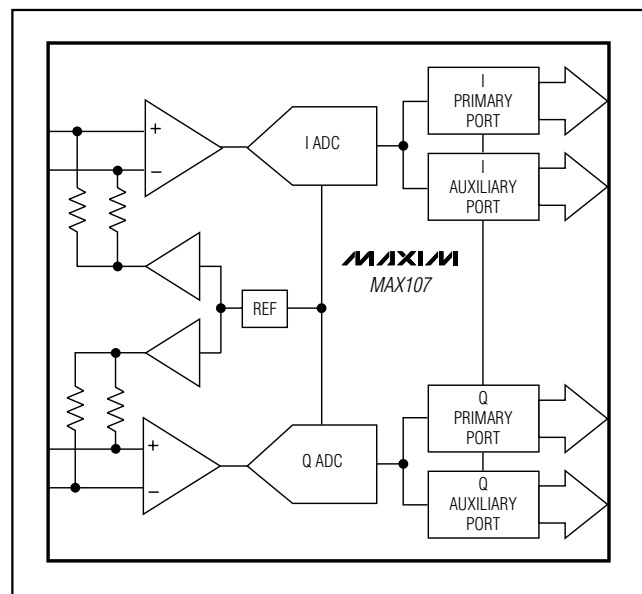 I
PRIMARY
PORT
+
−
I ADC
I
AUXILIARY
PORT
MAXIM
MAX107
REF
Q
PRIMARY
PORT
+
−
Q ADC
Q
AUXILIARY
PORT